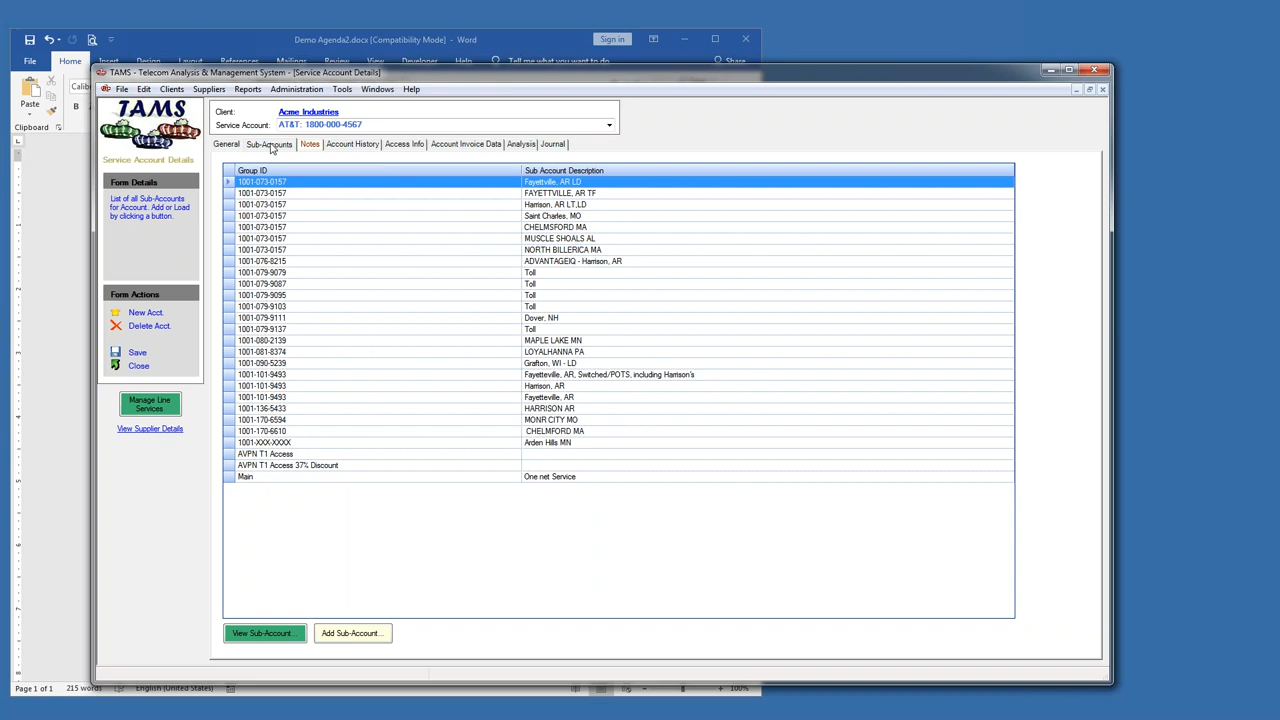 Demo Agenda2.docx [Compatibility Mode] - Word
Sign in
File Home Insert Design Layout References Mailings Review View Developer Help Tell me what you want to do Share
Paste
Calib
B
Clipboard
TAMS - Telecom Analysis & Management System - [Service Account Details]
File Edit Clients Suppliers Reports Administration Tools Windows Help
TAMS
Service Account Details
Client: Acme Industries
Service Account: AT&T: 1800-000-4567
General Sub-Accounts Notes Account History Access Info Account Invoice Data Analysis Journal
Form Details
List of all Sub-Accounts
for Account. Add or Load
by clicking a button.
Form Actions
New Acct.
Delete Acct.
Save
Close
Manage Line
Services
View Supplier Details
Group ID Sub Account Description
1001-073-0157 Fayettville, AR LD
1001-073-0157 FAYETTVILLE, AR TF
1001-073-0157 Harrison, AR LT,LD
1001-073-0157 Saint Charles, MO
1001-073-0157 CHELMSFORD MA
1001-073-0157 MUSCLE SHOALS AL
1001-073-0157 NORTH BILLERICA MA
1001-076-8215 ADVANTAGEIQ - Harrison, AR
1001-079-9079 Toll
1001-079-9087 Toll
1001-079-9095 Toll
1001-079-9103 Toll
1001-079-9111 Dover, NH
1001-079-9137 Toll
1001-080-2139 MAPLE LAKE MN
1001-081-8374 LOYALHANNA PA
1001-090-5239 Grafton, WI - LD
1001-101-9493 Fayetteville, AR, Switched/POTS, including Harrison's
1001-101-9493 Harrison, AR
1001-101-9493 Fayetteville, AR
1001-136-5433 HARRISON AR
1001-170-6594 MONR CITY MO
1001-170-6610 CHELMFORD MA
1001-XXX-XXXX Arden Hills MN
AVPN T1 Access
AVPN T1 Access 37% Discount
Main One net Service
View Sub-Account... Add Sub-Account...
Page 1 of 1 215 words English (United States) 100%